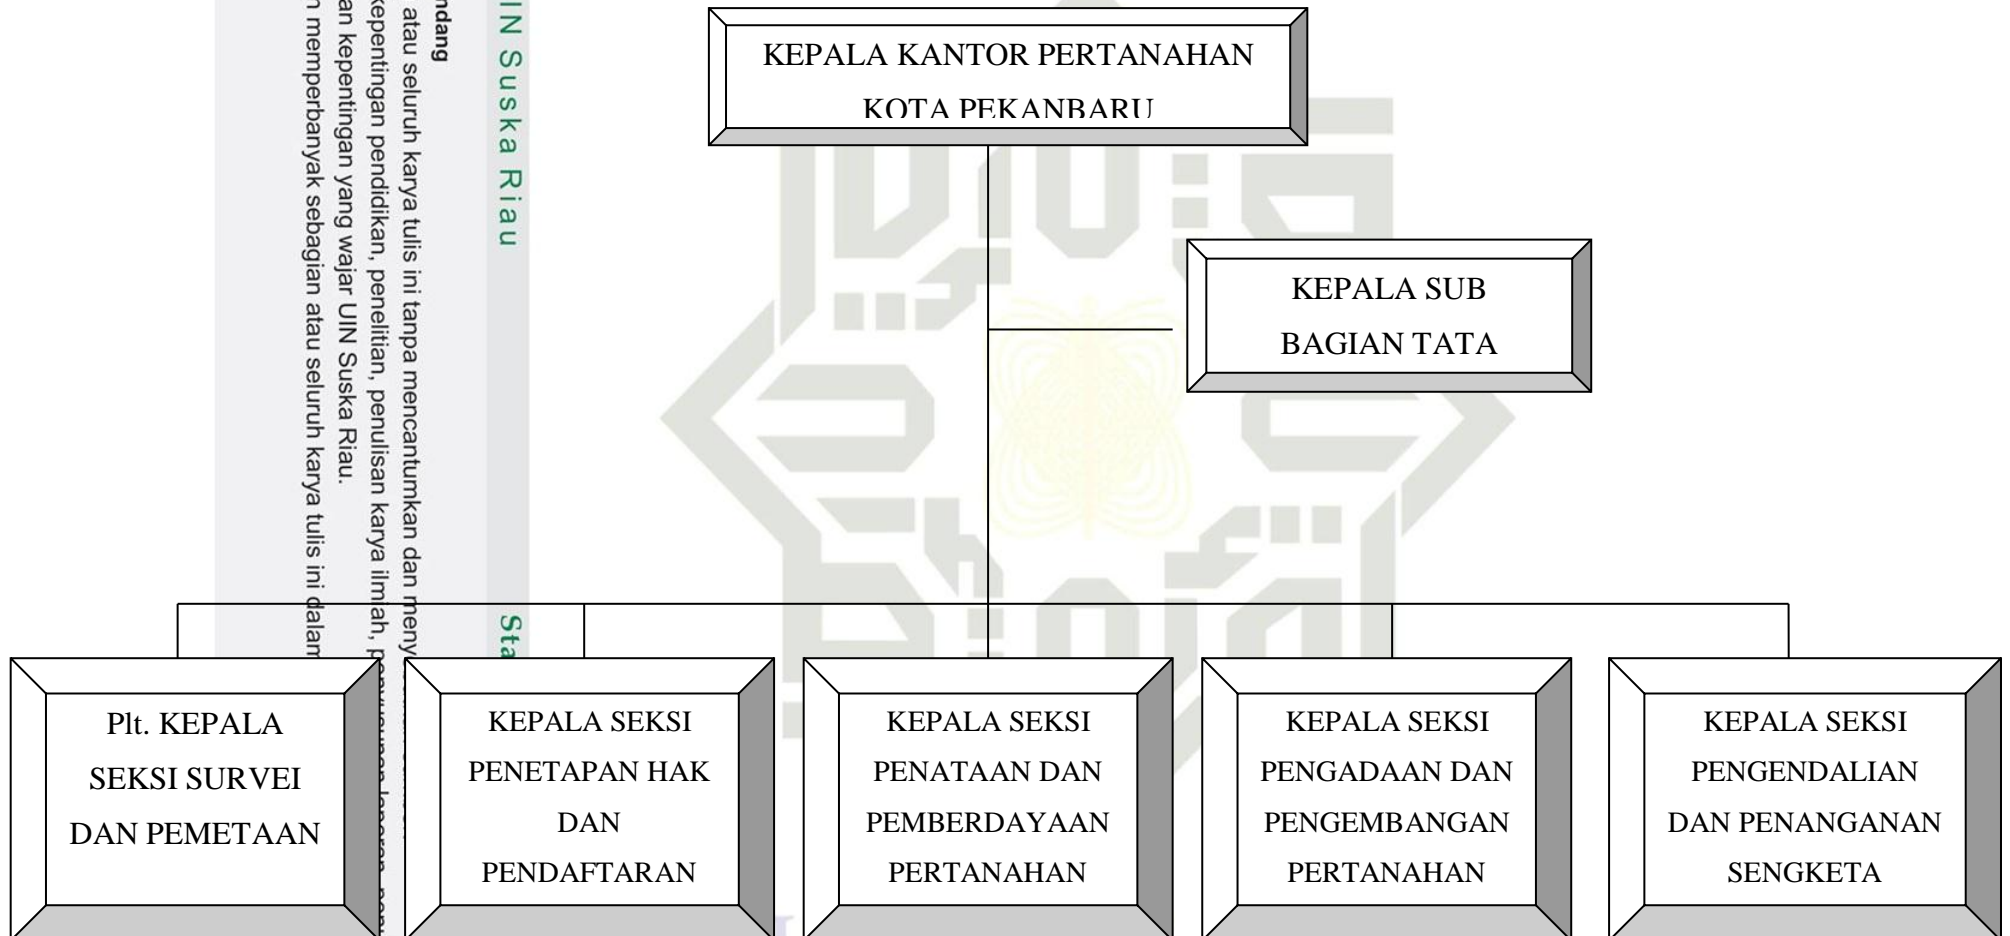 KEPALA KANTOR PERTANAHAN
KOTA PEKANBARU
KEPALA SUB
BAGIAN TATA
Plt. KEPALA
SEKSI SURVEI
DAN PEMETAAN
KEPALA SEKSI
PENETAPAN HAK
DAN
PENDAFTARAN
KEPALA SEKSI
PENATAAN DAN
PEMBERDAYAAN
PERTANAHAN
KEPALA SEKSI
PENGADAAN DAN
PENGEMBANGAN
PERTANAHAN
KEPALA SEKSI
PENGENDALIAN
DAN PENANGANAN
SENGKETA
IN Suska Riau
Sta
ndang
atau seluruh karya tulis ini tanpa mencantumkan dan meny
kepentingan pendidikan, penelitian, penulisan karya ilmiah,
an kepentingan yang wajar UIN Suska Riau.
n memperbanyak sebagian atau seluruh karya tulis ini dalam